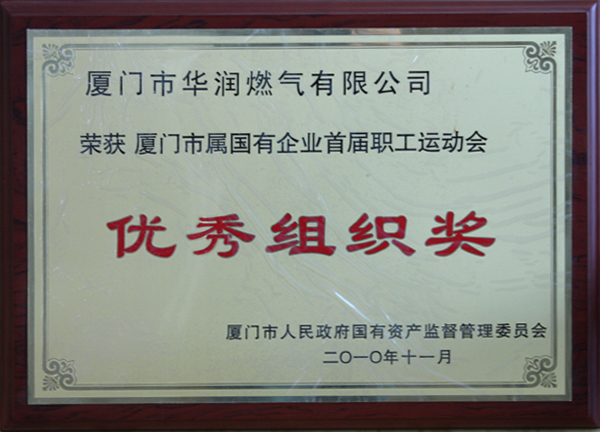 厦门市华润燃气有限公司
荣获 厦门市属国有企业首届职工运动会
优秀组织奖
厦门市人民政府国有资产监督管理委员会
二〇一〇年十一月